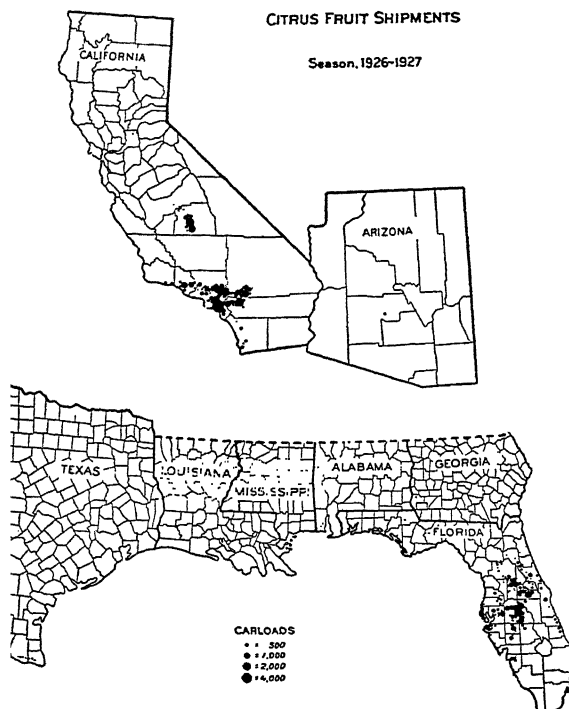 CITRUS FRUIT SHIPMENTS
Season, 1926-1927
CALIFORNIA
ARIZONA
TEXAS
LOUISIANA
MISSISSIPPI
ALABAMA
GEORGIA
FLORIDA
CARLOADS
• = 500
• = 1,000
• = 2,000
• = 4,000